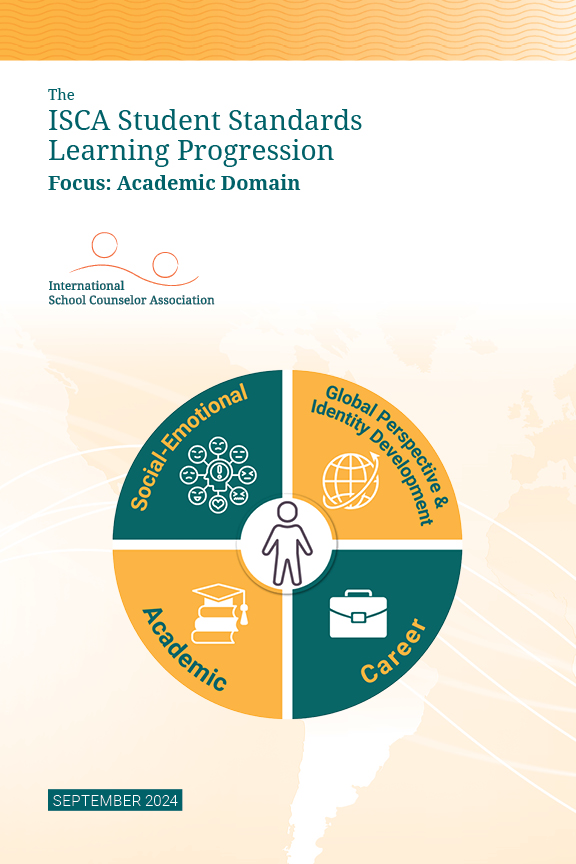 The
ISCA Student Standards
Learning Progression
Focus: Academic Domain
International
School Counselor Association
Social-Emotional
Global Perspective &
Identity Development
Academic
Career
SEPTEMBER 2024